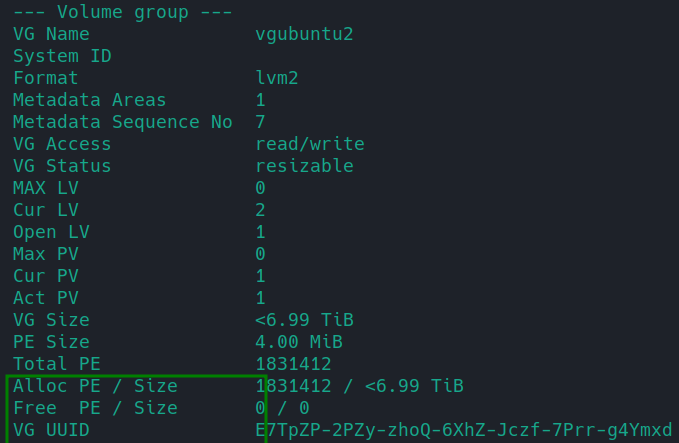 --- Volume group ---
VG Name               vgubuntu2
System ID
Format                lvm2
Metadata Areas        1
Metadata Sequence No  7
VG Access             read/write
VG Status             resizable
MAX LV                0
Cur LV                2
Open LV               1
Max PV                0
Cur PV                1
Act PV                1
VG Size               <6.99 TiB
PE Size               4.00 MiB
Total PE              1831412
Alloc PE / Size       1831412 / <6.99 TiB
Free  PE / Size       0 / 0
VG UUID               E7TpZP-2PZy-zhoQ-6XhZ-Jczf-7Prr-g4Ymxd